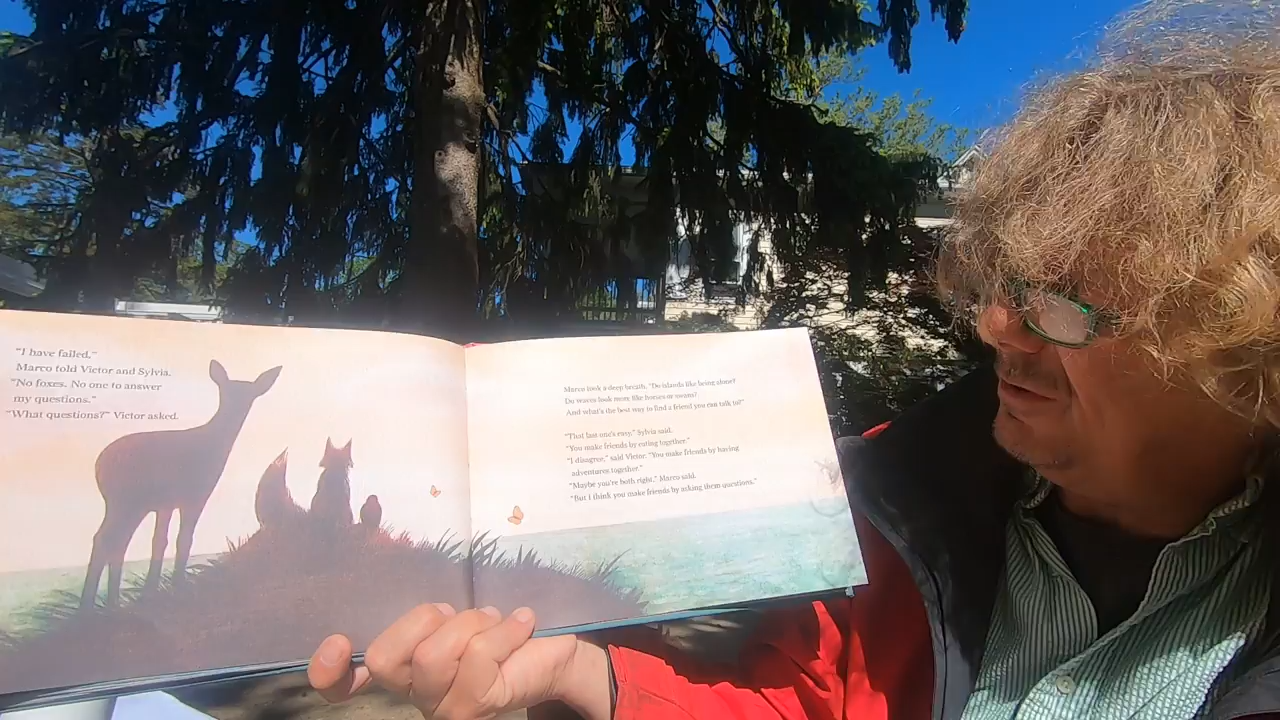 "I have failed,"
Marco told Victor and Sylvia.
"No foxes. No one to answer
my questions."
"What questions?" Victor asked.
Marco took a deep breath. "Do islands like being alone?
Do waves look more like horses or swans?
And what's the best way to find a friend you can talk to?"
"That last one's easy," Sylvia said.
"You make friends by eating together."
"I disagree," said Victor. "You make friends by having
adventures together."
"Maybe you're both right," Marco said.
"But I think you make friends by asking them questions."